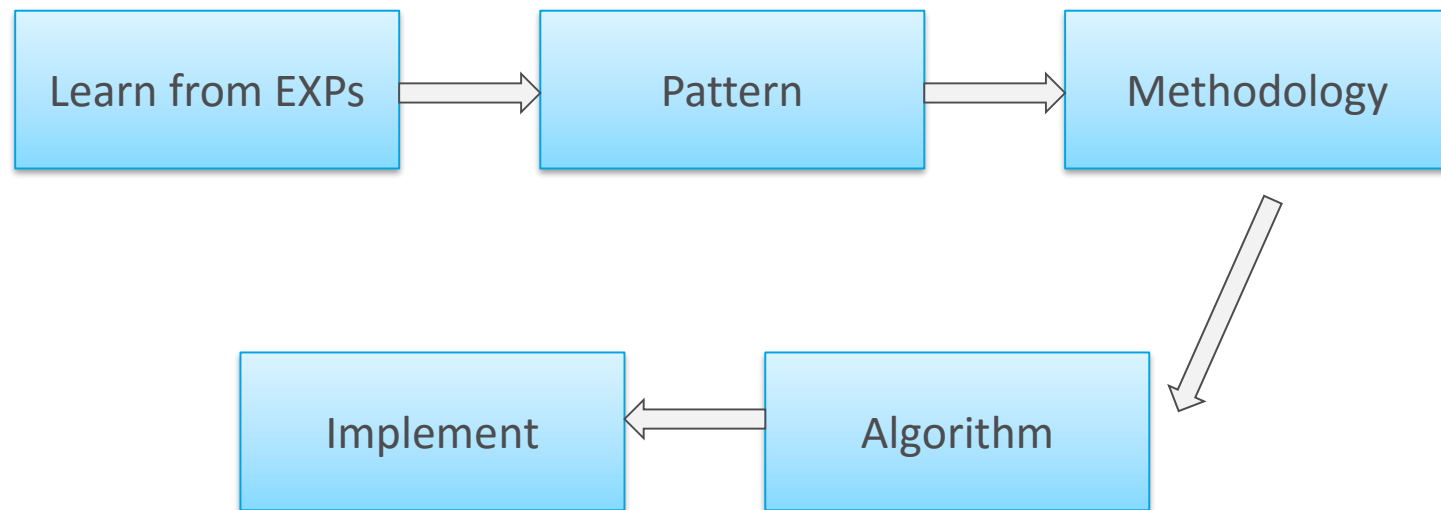 Learn from EXPs
Pattern
Methodology
Algorithm
Implement